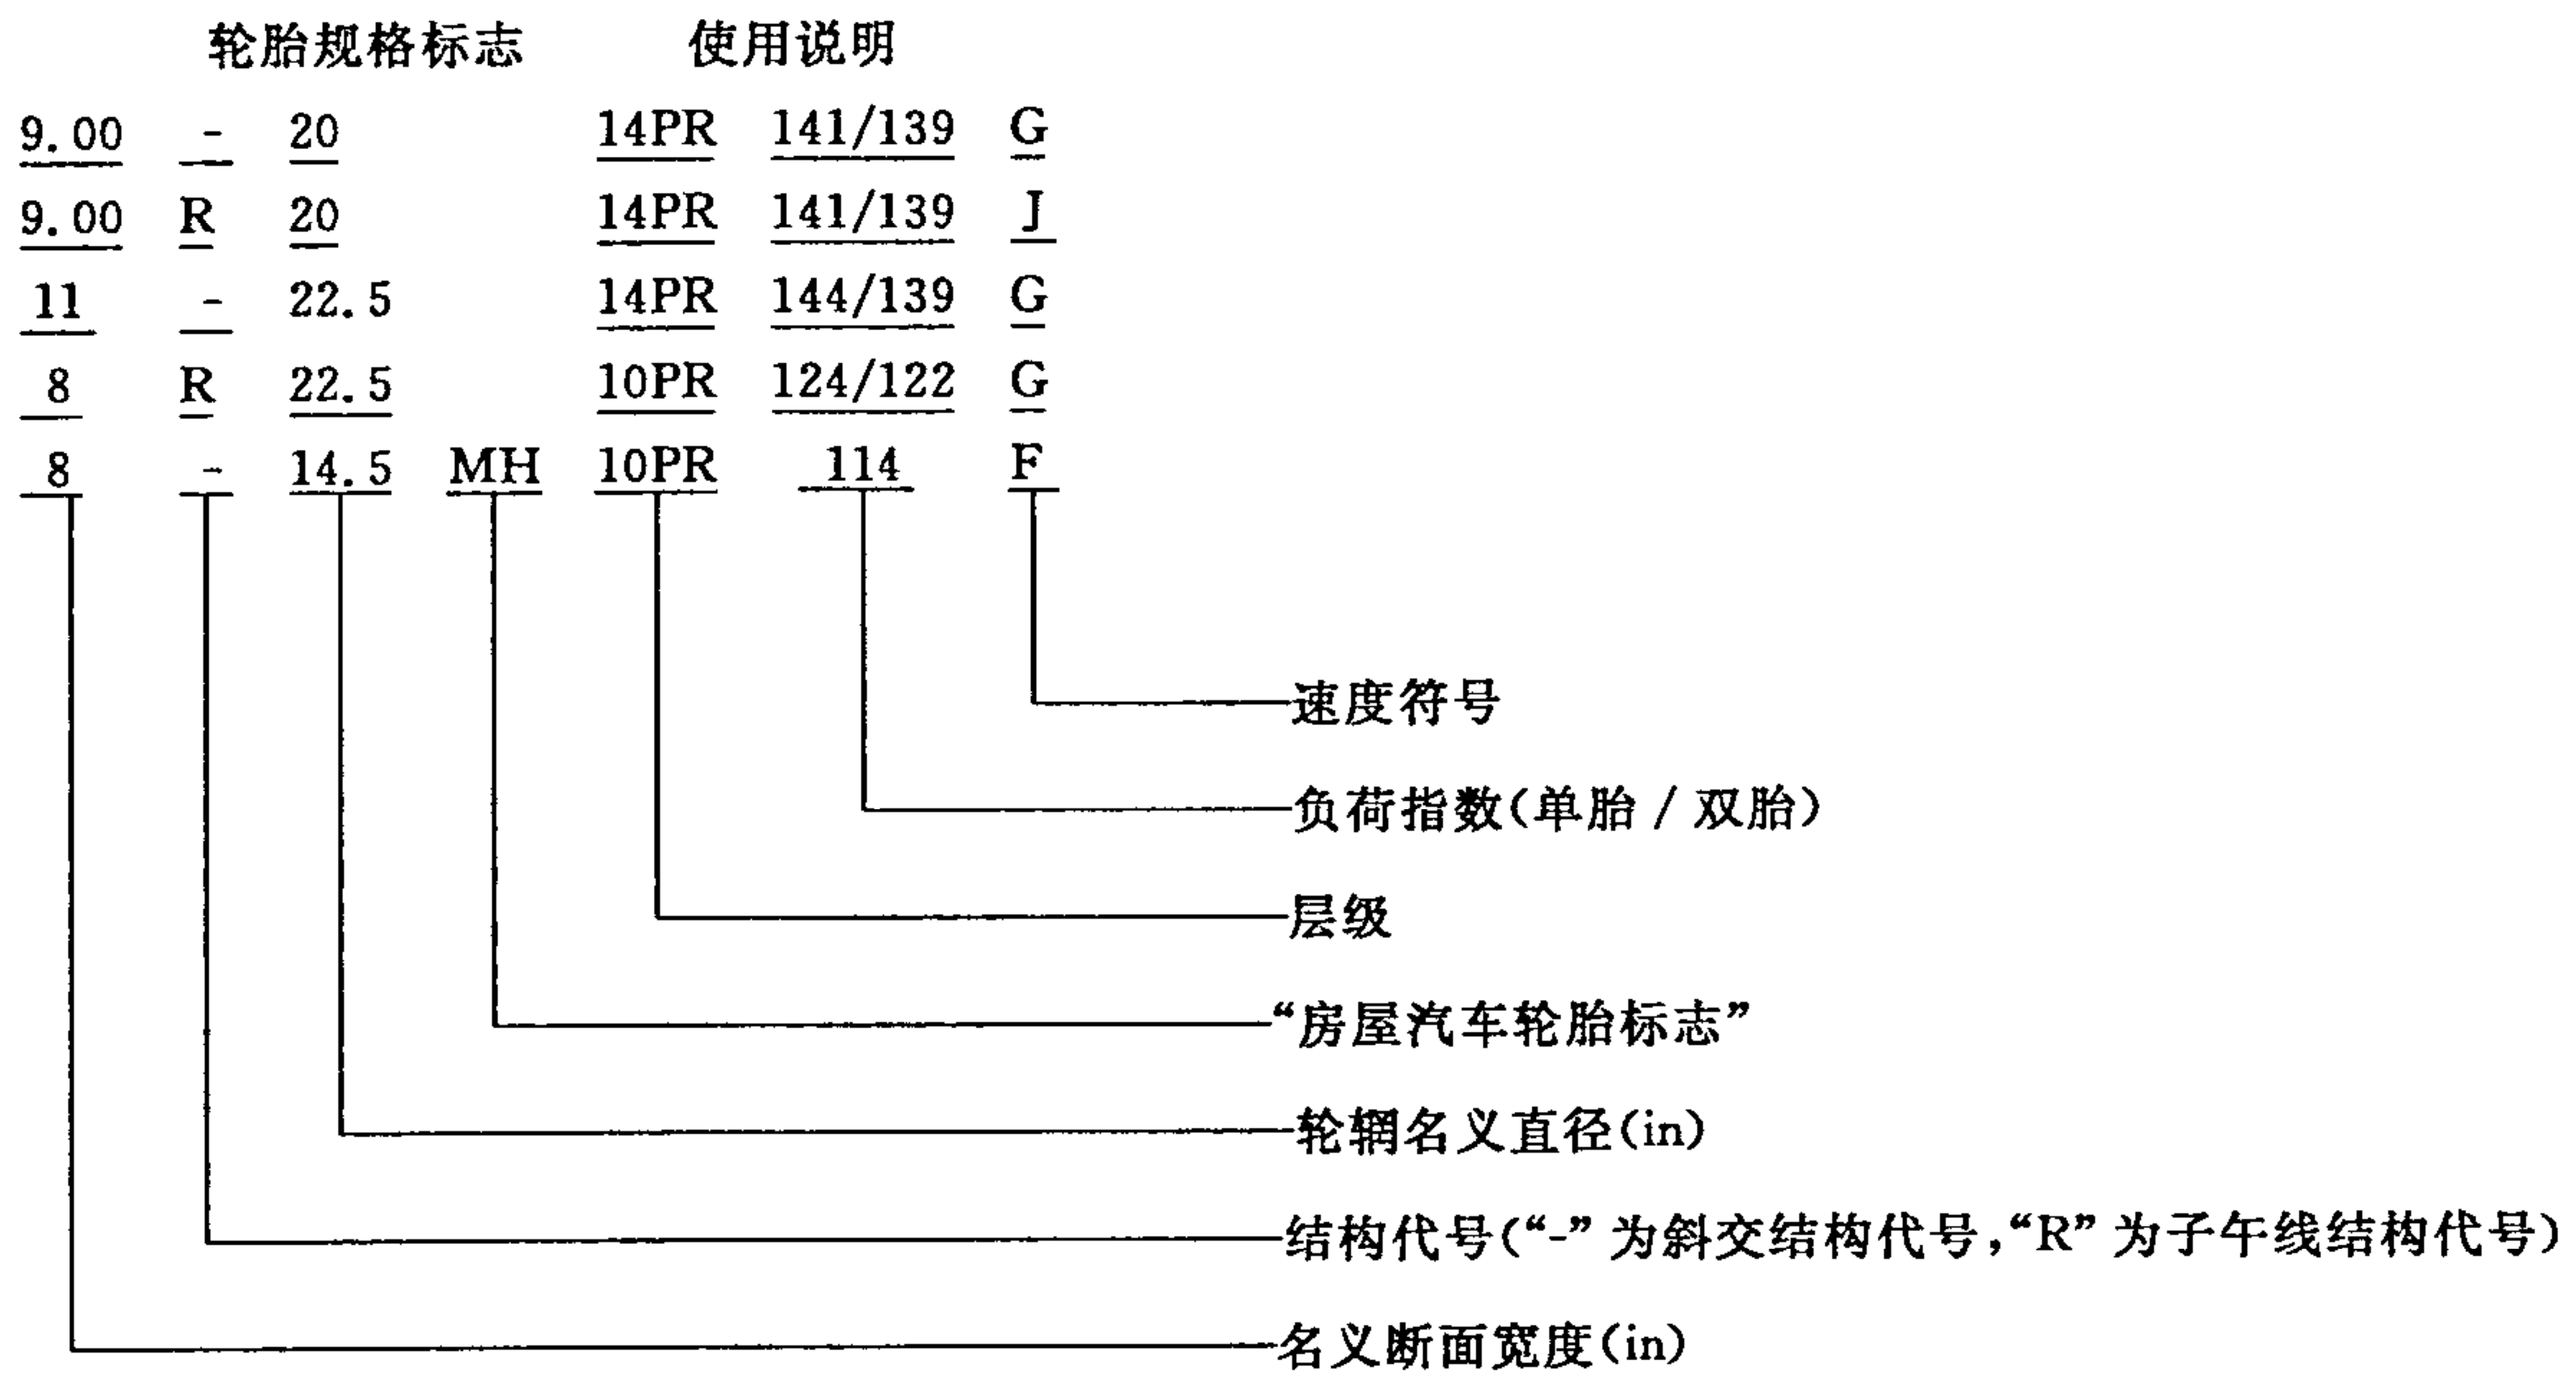 轮胎规格标志 使用说明
9.00 - 20 14PR 141/139 G
9.00 R 20 14PR 141/139 J
11 - 22.5 14PR 144/139 G
8 R 22.5 10PR 124/122 G
8 - 14.5 MH 10PR 114 F
速度符号
负荷指数(单胎/双胎)
层级
“房屋汽车轮胎标志”
轮辋名义直径(in)
结构代号(“-”为斜交结构代号,“R”为子午线结构代号)
名义断面宽度(in)